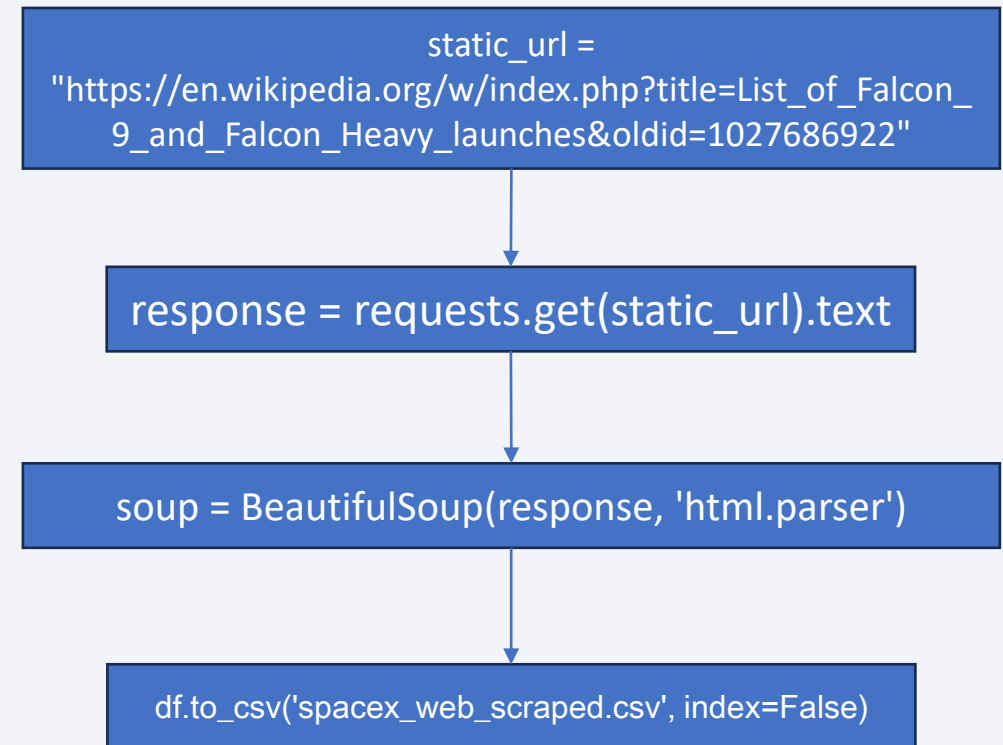 static_url =
"https://en.wikipedia.org/w/index.php?title=List_of_Falcon_
9_and_Falcon_Heavy_launches&oldid=1027686922"
response = requests.get(static_url).text
soup = BeautifulSoup(response, 'html.parser')
df.to_csv('spacex_web_scraped.csv', index=False)